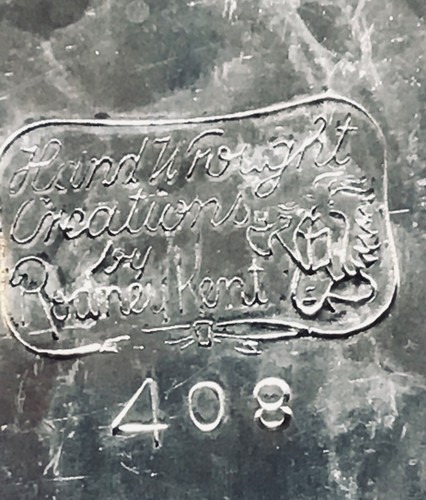 Hand Wrought
Creations
by
Rodney Kent
408